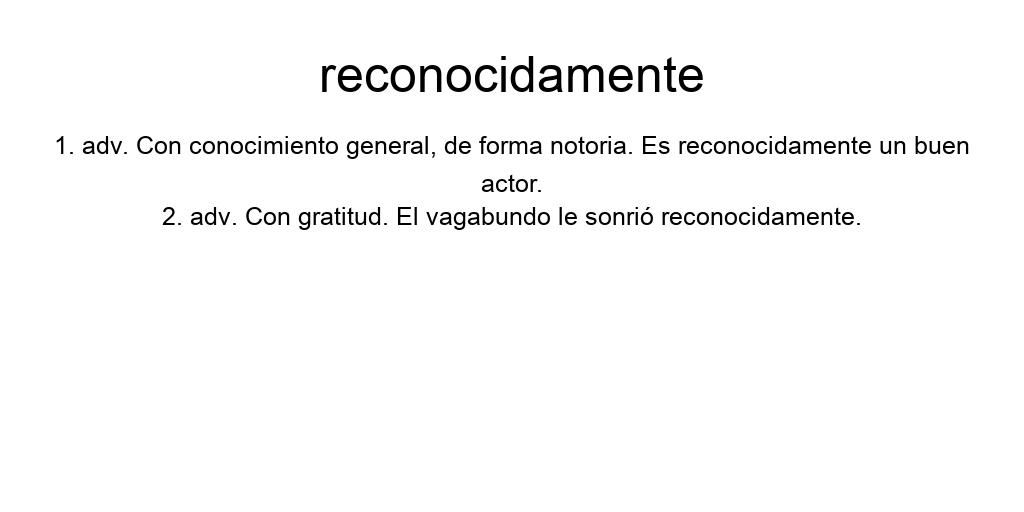 reconocidamente
1. adv. Con conocimiento general, de forma notoria. Es reconocidamente un buen
actor.
2. adv. Con gratitud. El vagabundo le sonrió reconocidamente.